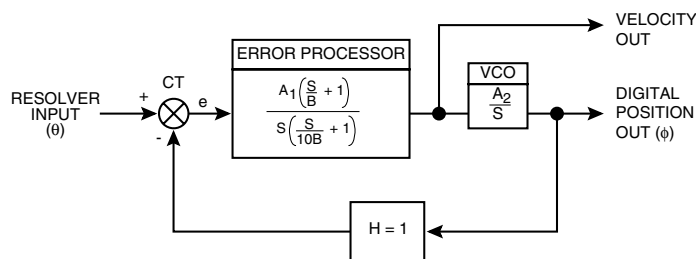 VELOCITY
OUT
ERROR PROCESSOR
CT
VCO
RESOLVER
INPUT (θ)
+
-
e
A1(S/B + 1)
S(S/10B + 1)
A2
S
DIGITAL
POSITION
OUT (ϕ)
H = 1